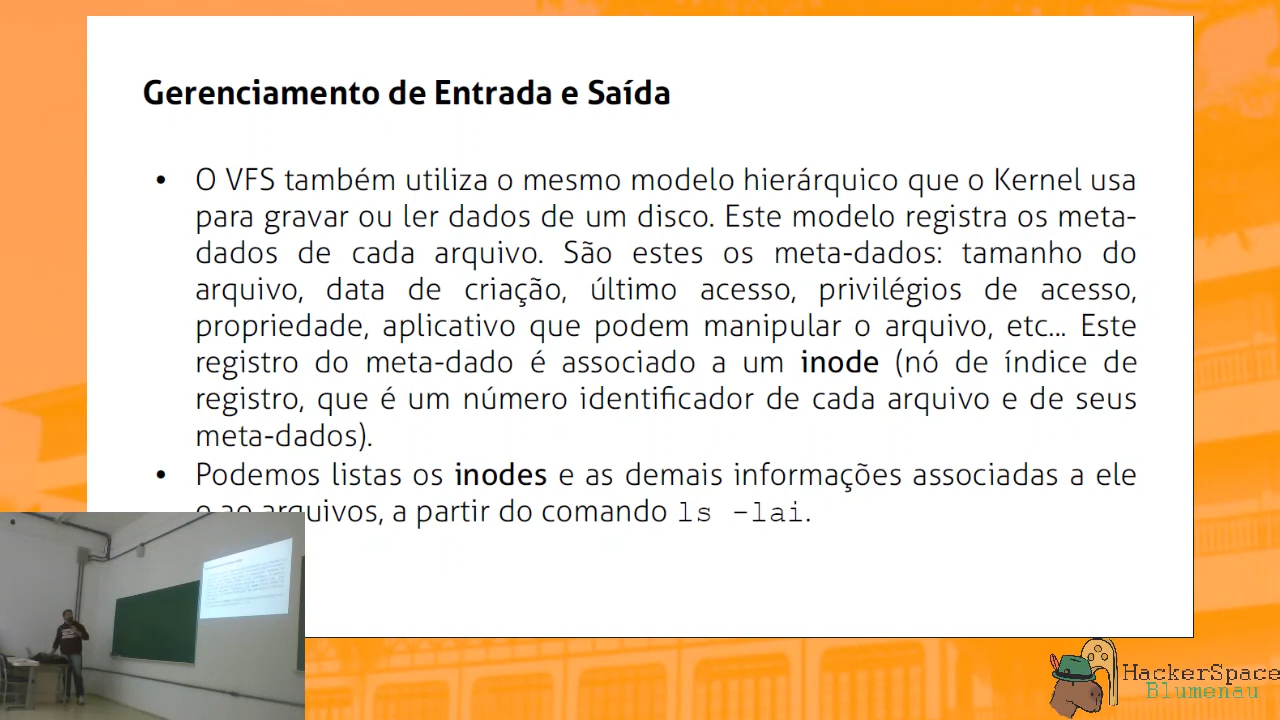 Gerenciamento de Entrada e Saída
• O VFS também utiliza o mesmo modelo hierárquico que o Kernel usa
para gravar ou ler dados de um disco. Este modelo registra os meta-
dados de cada arquivo. São estes os meta-dados: tamanho do
arquivo, data de criação, último acesso, privilégios de acesso,
propriedade, aplicativo que podem manipular o arquivo, etc... Este
registro do meta-dado é associado a um inode (nó de índice de
registro, que é um número identificador de cada arquivo e de seus
meta-dados).
• Podemos listas os inodes e as demais informações associadas a ele
e ao arquivos, a partir do comando ls -lai.
HackerSpace
Blumenau